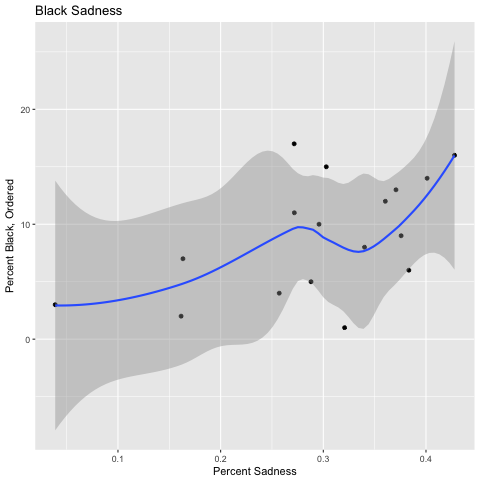 Black Sadness
Percent Black, Ordered
20
10
0
0.1 0.2 0.3 0.4
Percent Sadness